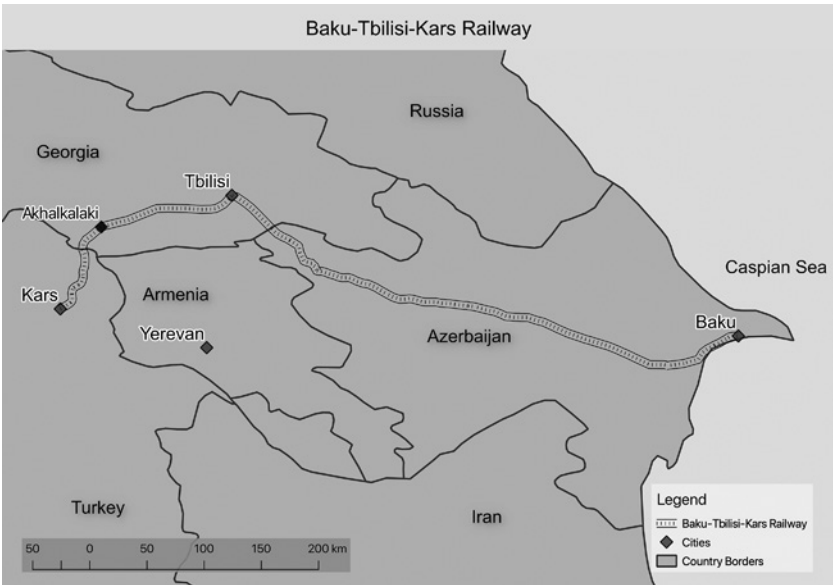 Baku-Tbilisi-Kars Railway
Russia
Georgia
Tbilisi
Akhalkalaki
Caspian Sea
Kars
Armenia
Baku
Yerevan
Azerbaijan
Turkey
Iran
Legend
Baku-Tbilisi-Kars Railway
Cities
Country Borders
50 0 50 100 150 200 km